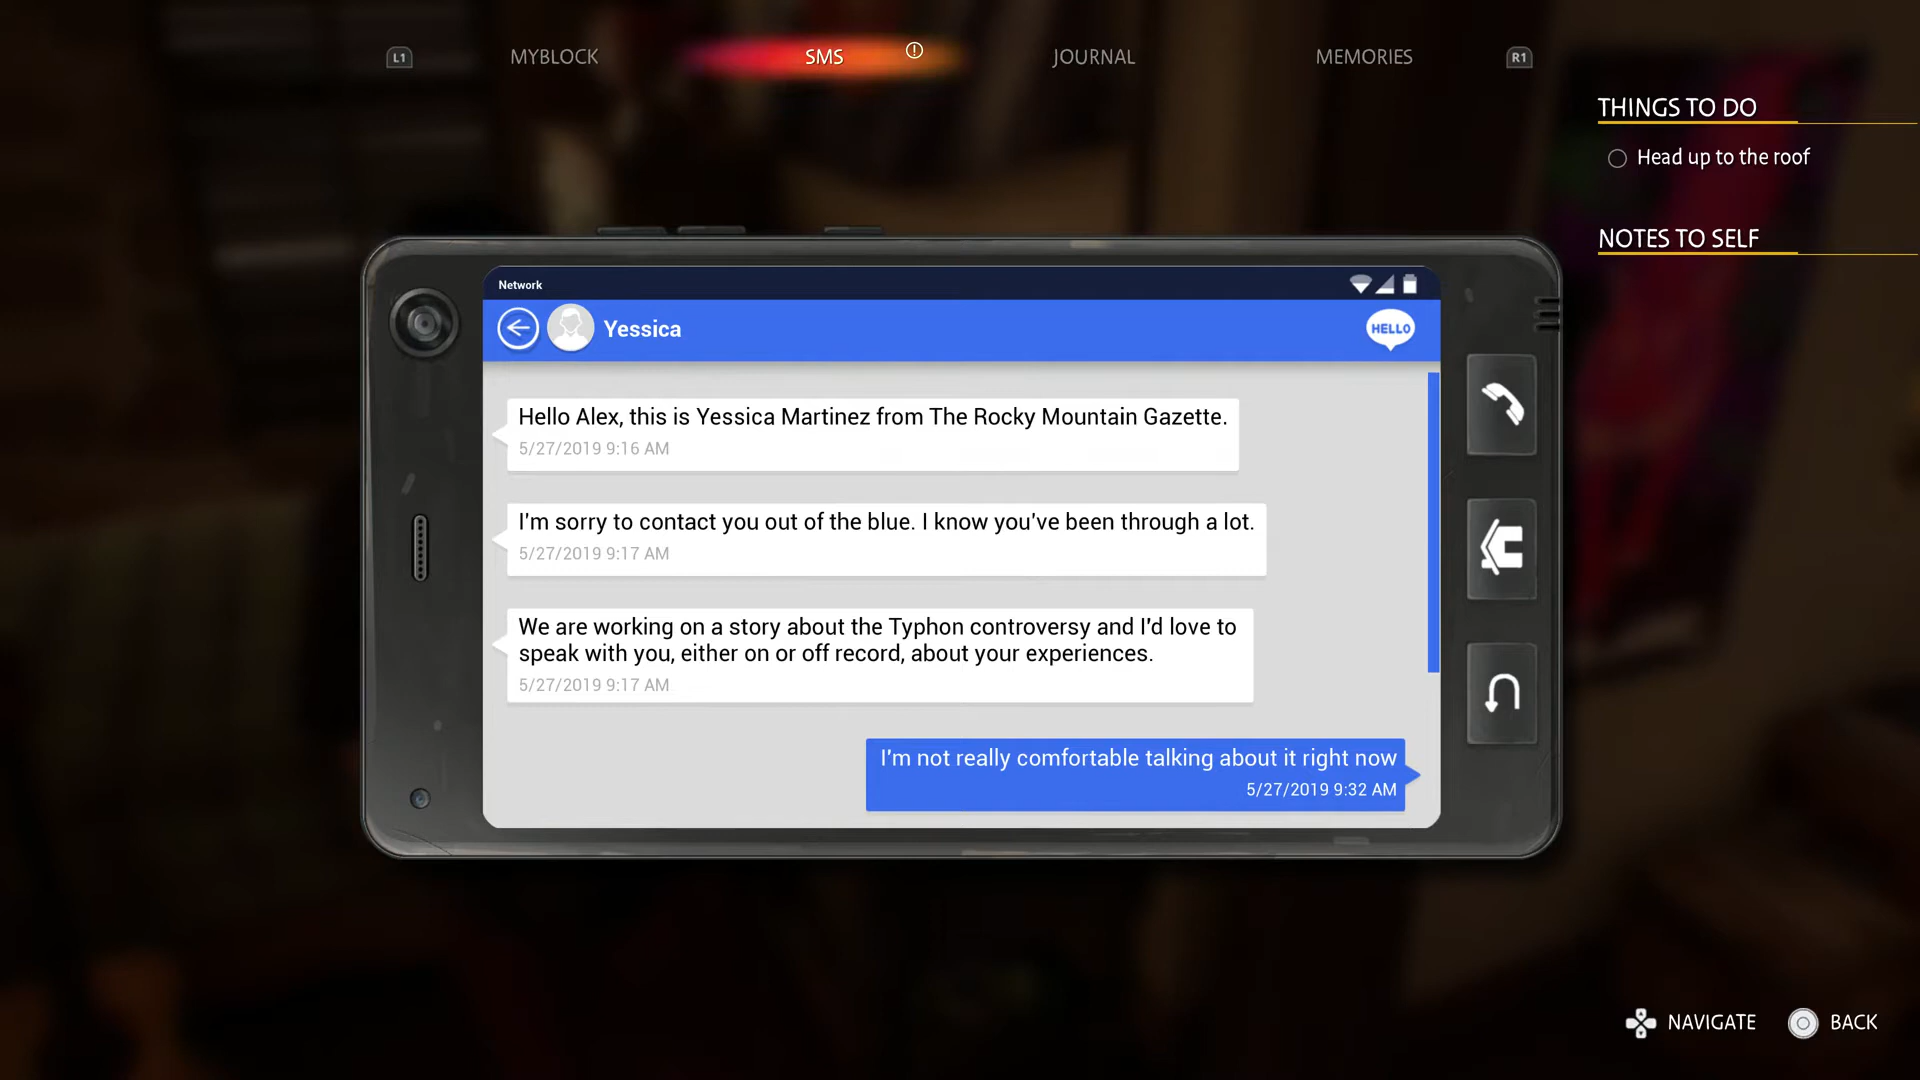 L1
MYBLOCK
SMS
JOURNAL
MEMORIES
R1
THINGS TO DO
Head up to the roof
NOTES TO SELF
Network
Yessica
HELLO
Hello Alex, this is Yessica Martinez from The Rocky Mountain Gazette.
5/27/2019 9:16 AM
I'm sorry to contact you out of the blue. I know you've been through a lot.
5/27/2019 9:17 AM
We are working on a story about the Typhon controversy and I'd love to
speak with you, either on or off record, about your experiences.
5/27/2019 9:17 AM
I'm not really comfortable talking about it right now
5/27/2019 9:32 AM
NAVIGATE
BACK